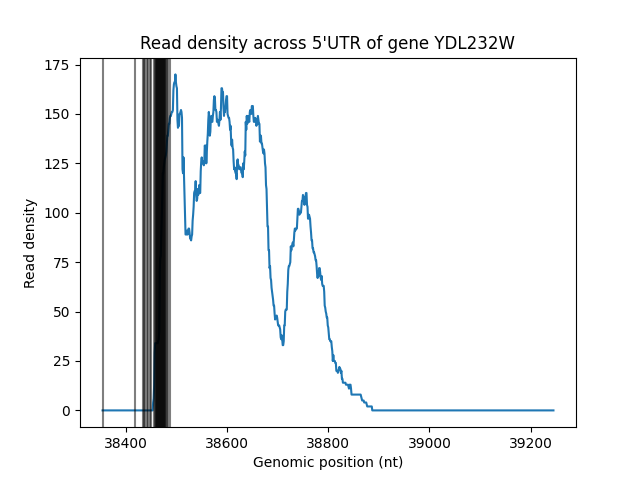 Read density across 5'UTR of gene YDL232W
175
150
125
100
75
50
25
0
Read density
38400 38600 38800 39000 39200
Genomic position (nt)